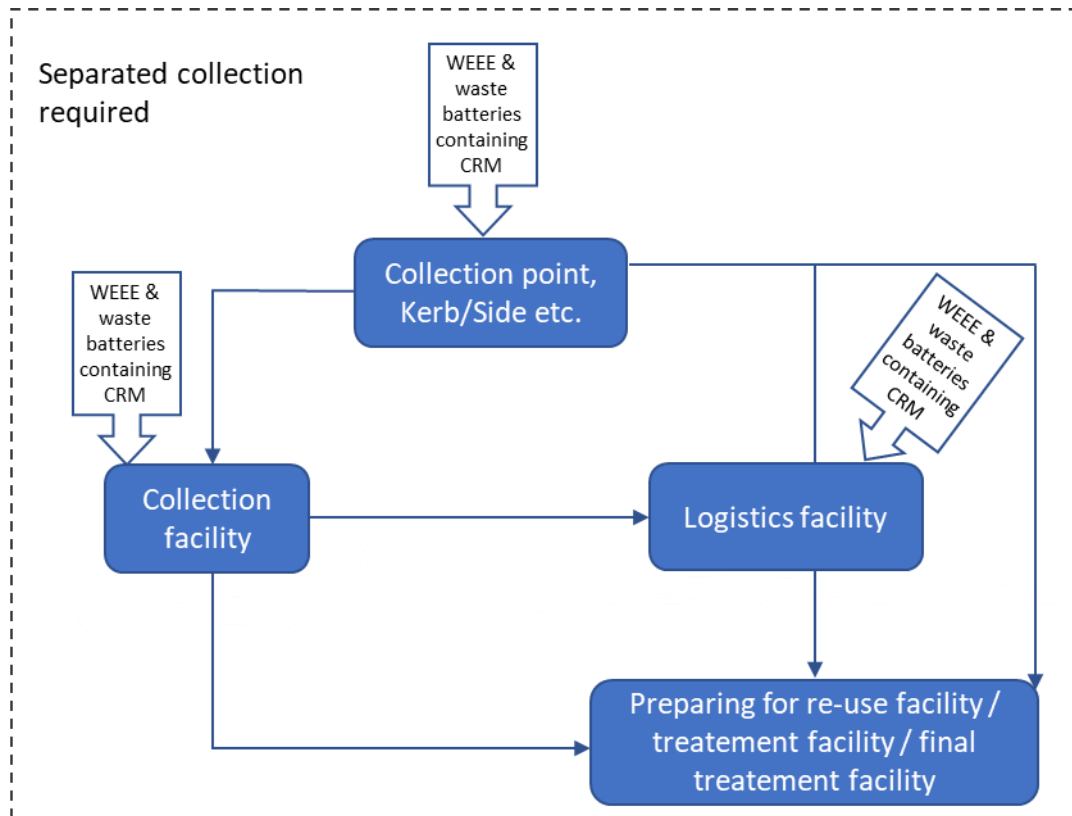 Separated collection
required
WEEE &
waste
batteries
containing
CRM
Collection point,
Kerb/Side etc.
WEEE &
waste
batteries
containing
CRM
WEEE &
waste
batteries
containing
CRM
Collection
facility
Logistics facility
Preparing for re-use facility /
treatement facility / final
treatement facility